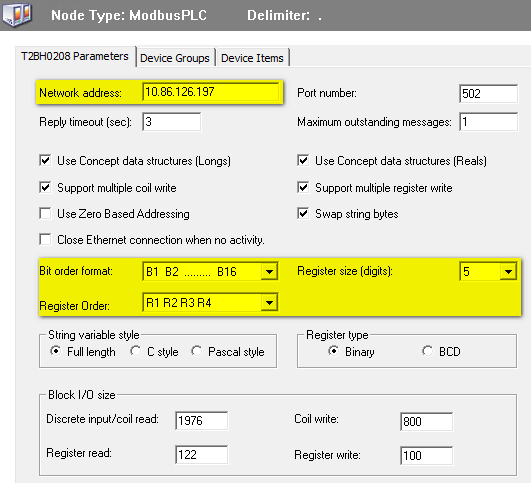 Node Type: ModbusPLC Delimiter: .
T2BH0208 Parameters Device Groups Device Items
Network address: 10.86.126.197 Port number: 502
Reply timeout (sec): 3 Maximum outstanding messages: 1
Use Concept data structures (Longs) Use Concept data structures (Reals)
Support multiple coil write Support multiple register write
Use Zero Based Addressing Swap string bytes
Close Ethernet connection when no activity.
Bit order format: B1 B2 ......... B16 Register size (digits): 5
Register Order: R1 R2 R3 R4
String variable style Register type
Full length C style Pascal style Binary BCD
Block I/O size
Discrete input/coil read: 1976 Coil write: 800
Register read: 122 Register write: 100